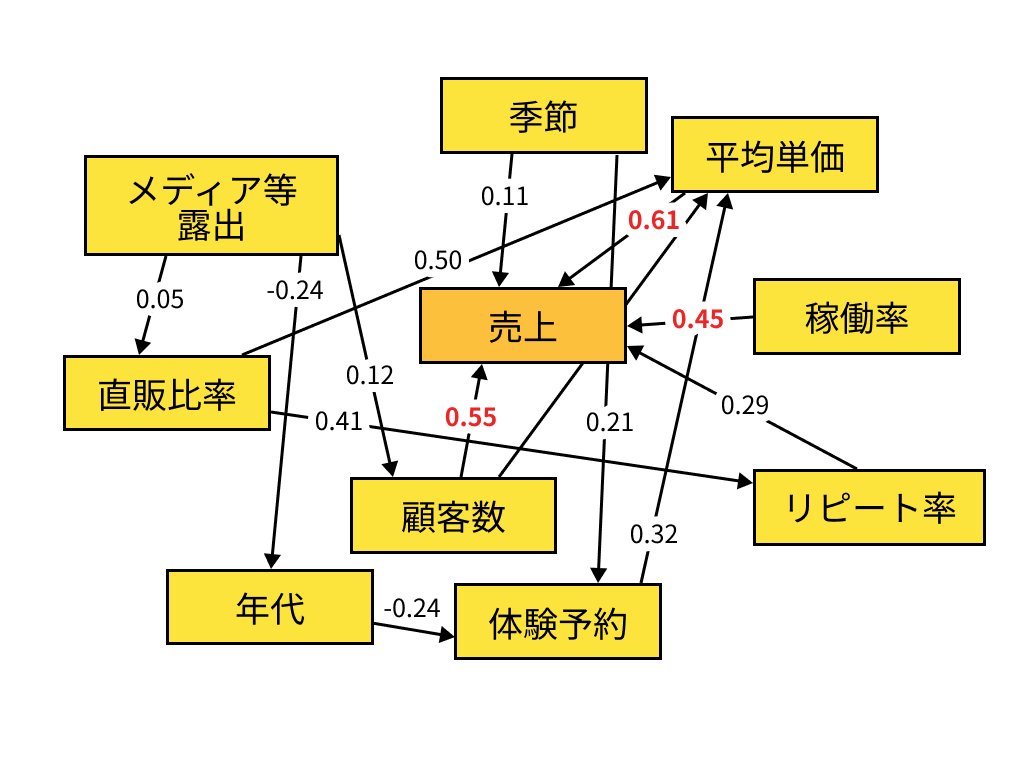 季節
平均単価
メディア等
露出
0.11
0.61
0.50
-0.24
0.05
売上
0.45
稼働率
0.12
直販比率
0.41
0.55
0.21
0.29
顧客数
リピート率
0.32
年代
-0.24
体験予約